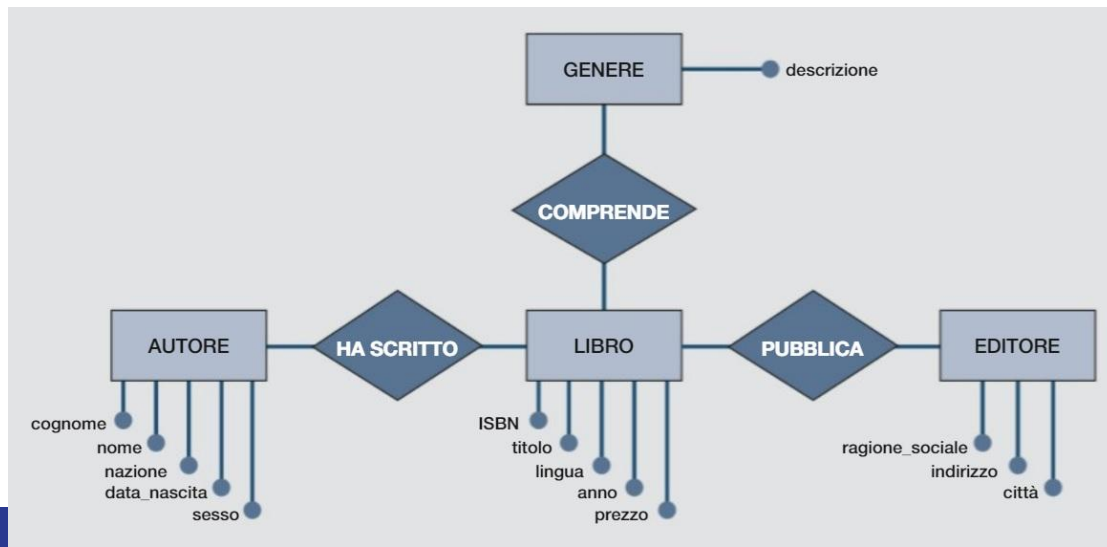 GENERE
descrizione
COMPRENDE
AUTORE
HA SCRITTO
LIBRO
PUBBLICA
EDITORE
cognome
nome
nazione
data_nascita
sesso
ISBN
titolo
lingua
anno
prezzo
ragione_sociale
indirizzo
città